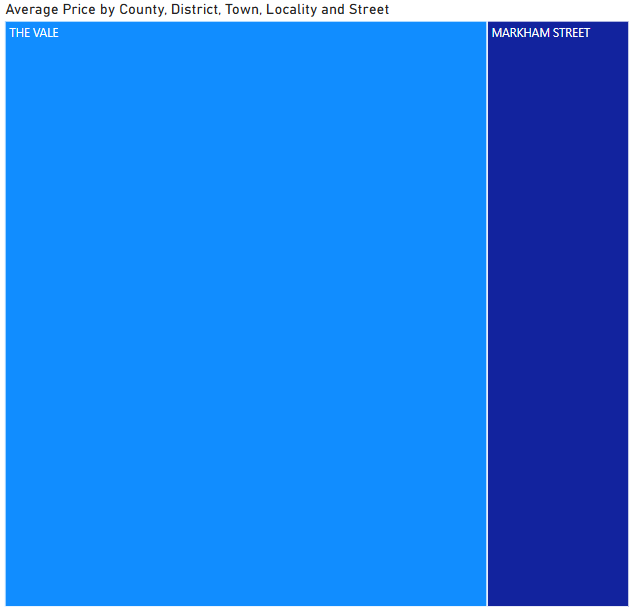 Average Price by County, District, Town, Locality and Street
THE VALE
MARKHAM STREET